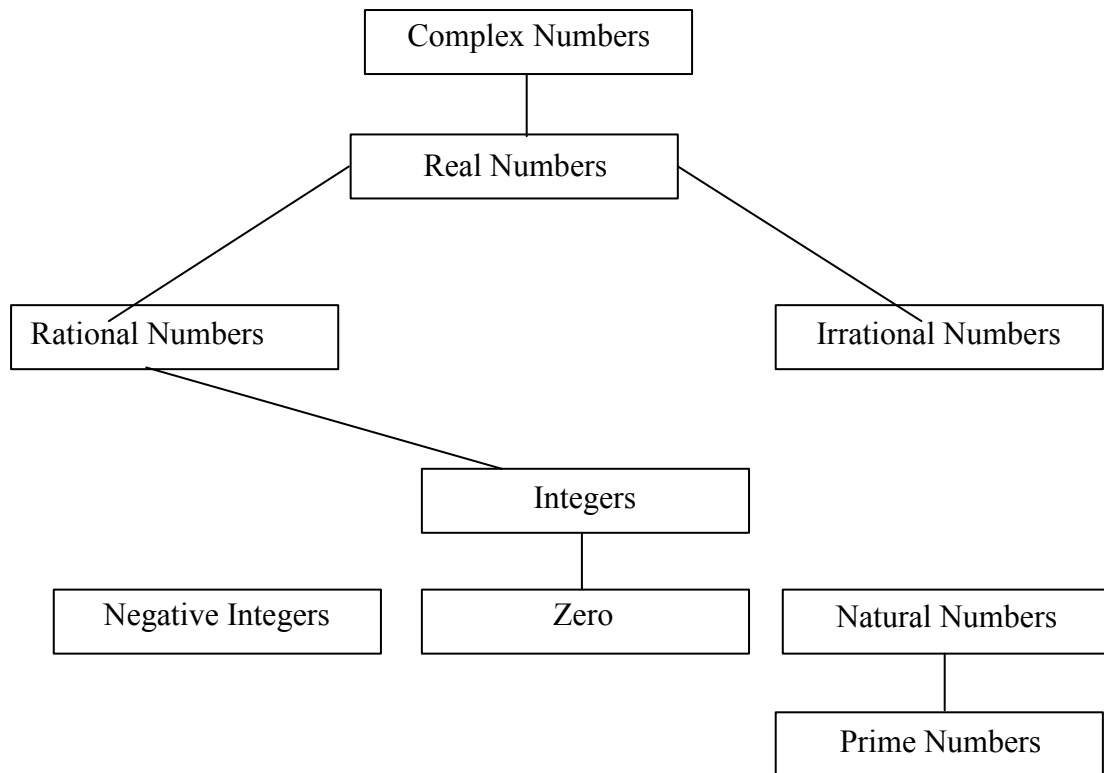 Complex Numbers
Real Numbers
Rational Numbers
Irrational Numbers
Integers
Negative Integers
Zero
Natural Numbers
Prime Numbers